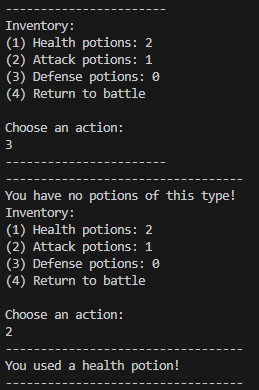 -----------------------
Inventory:
(1) Health potions: 2
(2) Attack potions: 1
(3) Defense potions: 0
(4) Return to battle
Choose an action:
3
-----------------------
----------------------------------
You have no potions of this type!
Inventory:
(1) Health potions: 2
(2) Attack potions: 1
(3) Defense potions: 0
(4) Return to battle
Choose an action:
2
----------------------------------
You used a health potion!
----------------------------------